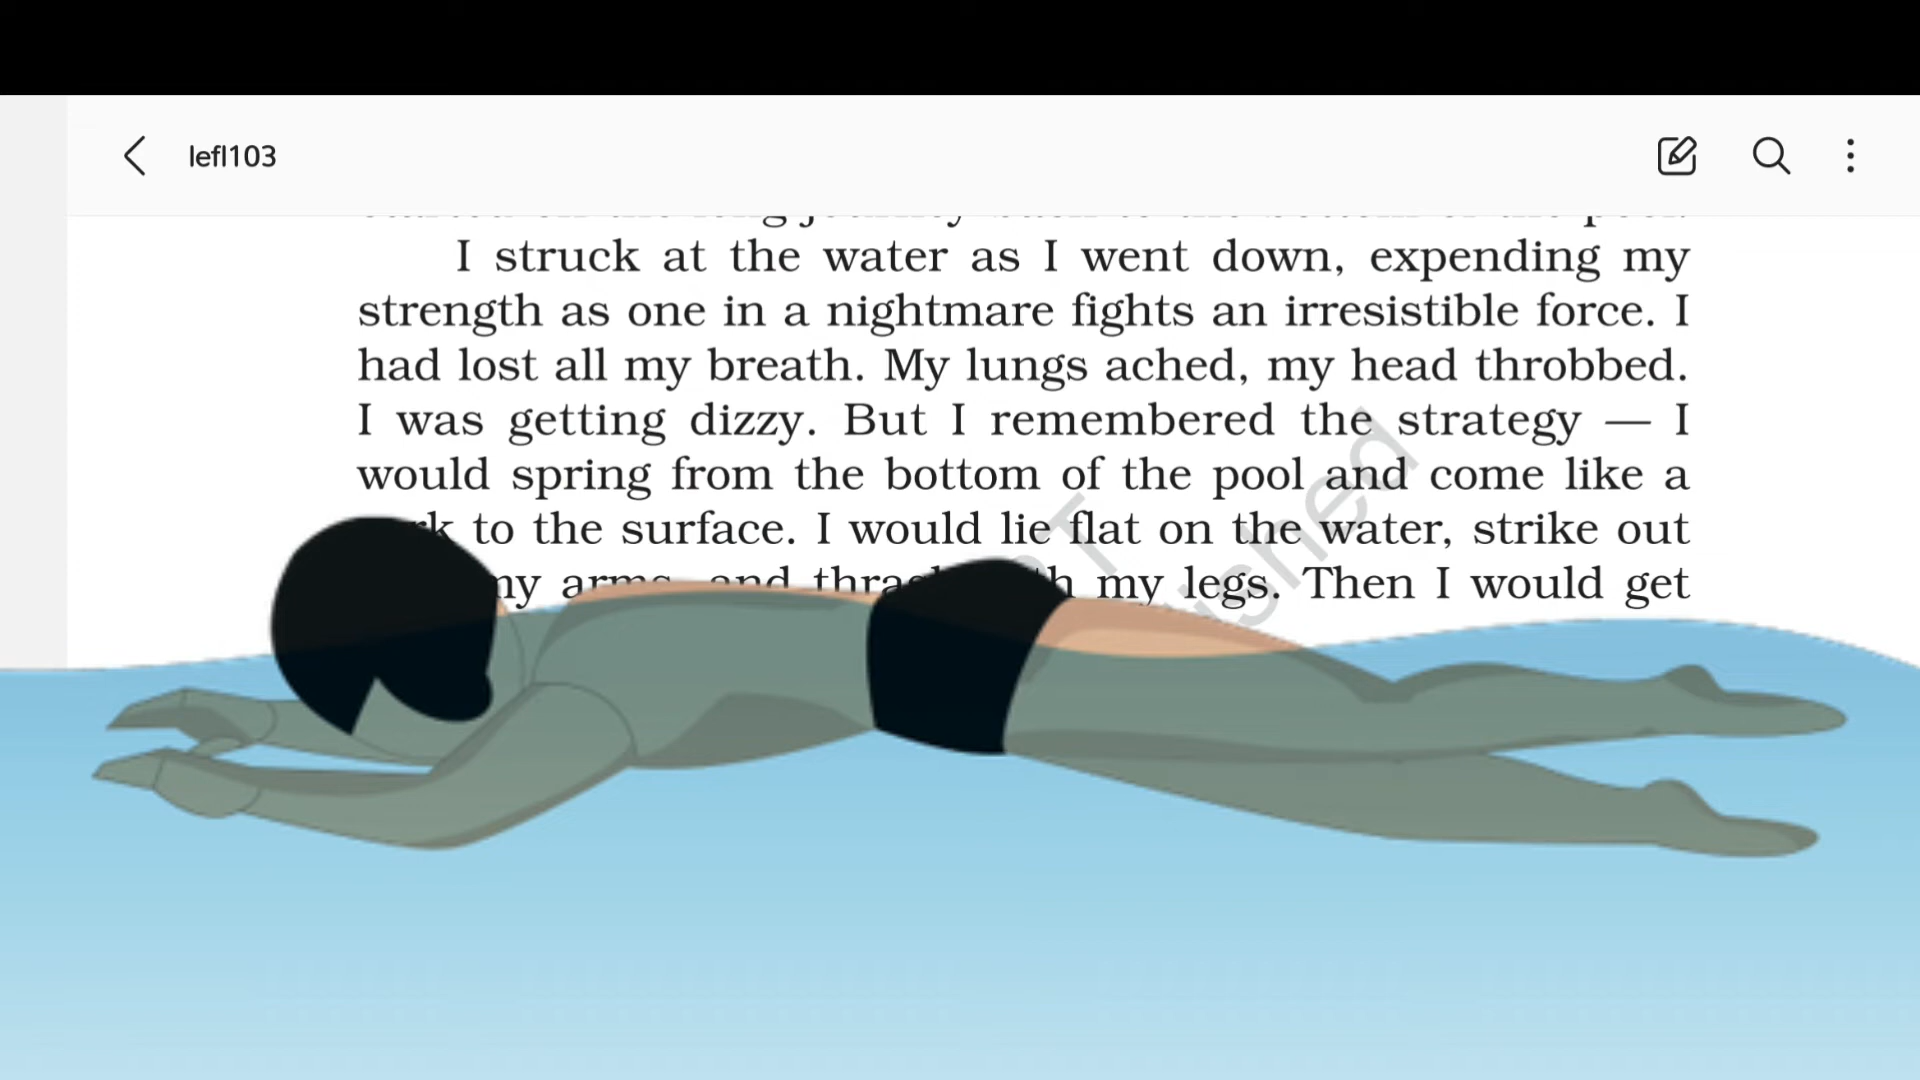 lefl103
I struck at the water as I went down, expending my
strength as one in a nightmare fights an irresistible force. I
had lost all my breath. My lungs ached, my head throbbed.
I was getting dizzy. But I remembered the strategy — I
would spring from the bottom of the pool and come like a
to the surface. I would lie flat on the water, strike out
my arms, and my legs. Then I would get